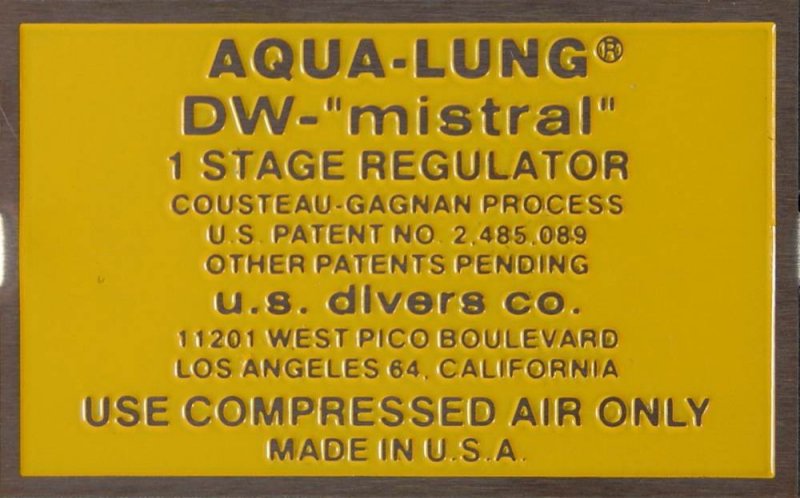 AQUA-LUNG®
DW-"mistral"
1 STAGE REGULATOR
COUSTEAU-GAGNAN PROCESS
U.S. PATENT NO. 2,485,089
OTHER PATENTS PENDING
u.s. divers co.
11201 WEST PICO BOULEVARD
LOS ANGELES 64, CALIFORNIA
USE COMPRESSED AIR ONLY
MADE IN U.S.A.